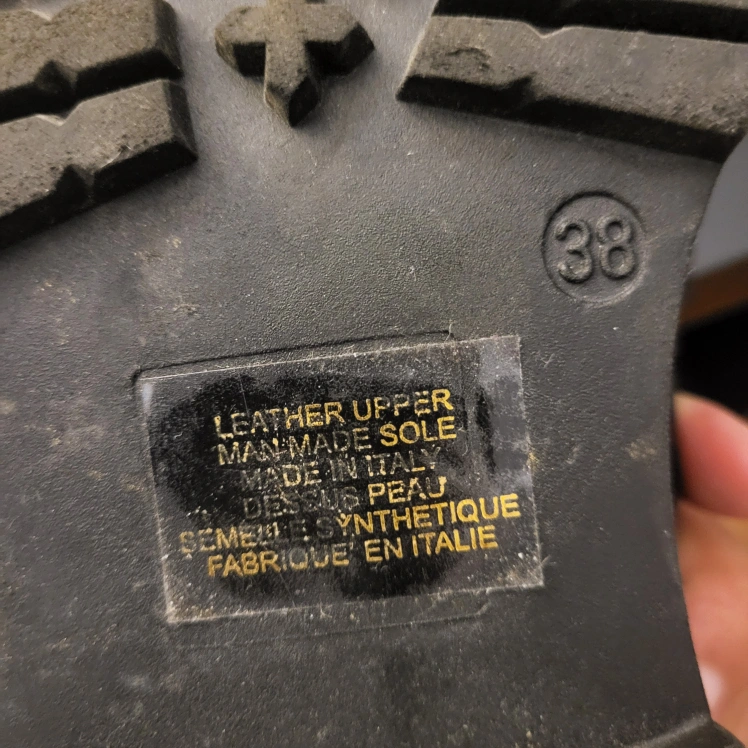 38
LEATHER UPPER
MAN-MADE SOLE
MADE IN ITALY
DESSUS PEAU
SEMELLE SYNTHETIQUE
FABRIQUE' EN ITALIE